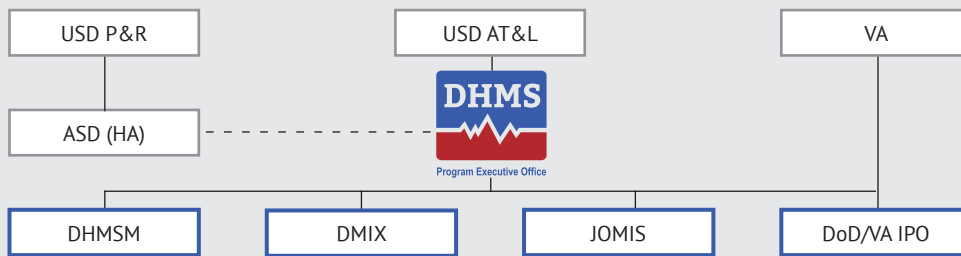 USD P&R
USD AT&L
VA
ASD (HA)
DHMS
Program Executive Office
DHMSM
DMIX
JOMIS
DoD/VA IPO